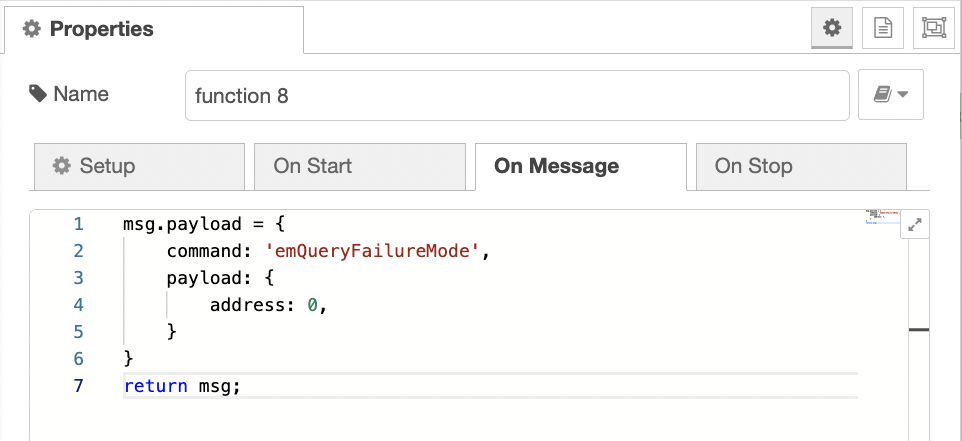 Properties
Name
function 8
Setup
On Start
On Message
On Stop
1 msg.payload = {
2     command: 'emQueryFailureMode',
3     payload: {
4         address: 0,
5     }
6 }
7 return msg;